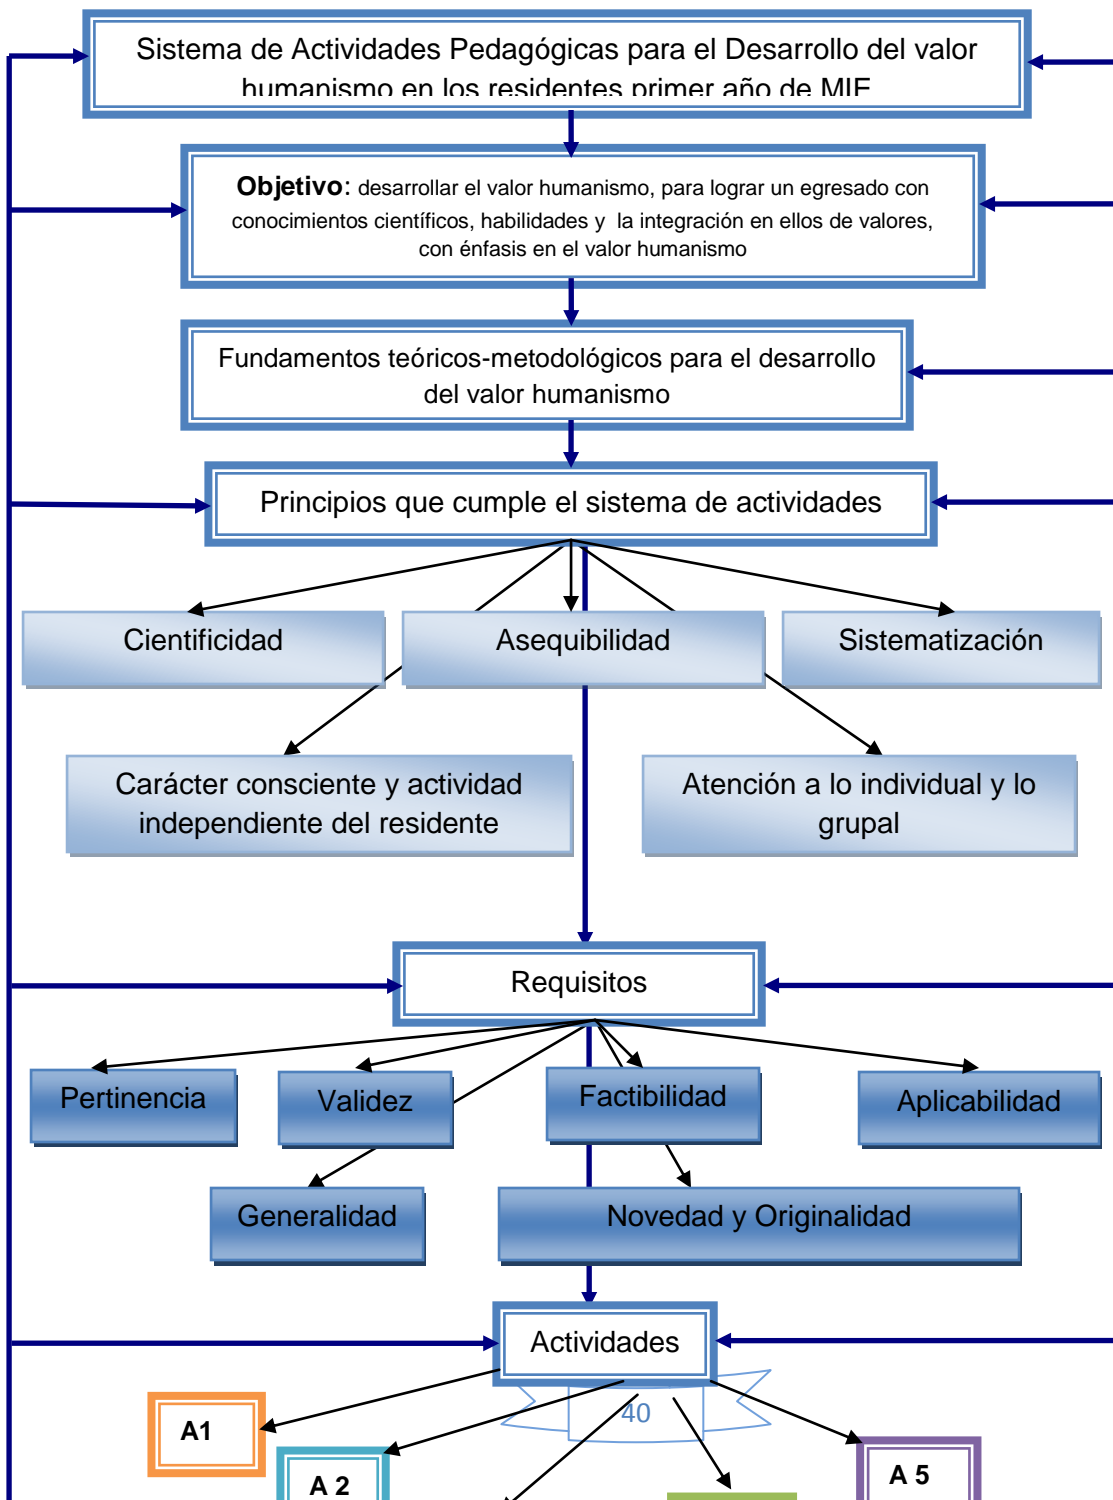 Sistema de Actividades Pedagógicas para el Desarrollo del valor
humanismo en los residentes primer año de MIF
Objetivo: desarrollar el valor humanismo, para lograr un egresado con
conocimientos científicos, habilidades y la integración en ellos de valores,
con énfasis en el valor humanismo
Fundamentos teóricos-metodológicos para el desarrollo
del valor humanismo
Principios que cumple el sistema de actividades
Cientificidad
Asequibilidad
Sistematización
Carácter consciente y actividad
independiente del residente
Atención a lo individual y lo
grupal
Requisitos
Pertinencia
Validez
Factibilidad
Aplicabilidad
Generalidad
Novedad y Originalidad
Actividades
40
A1
A 2
A 5